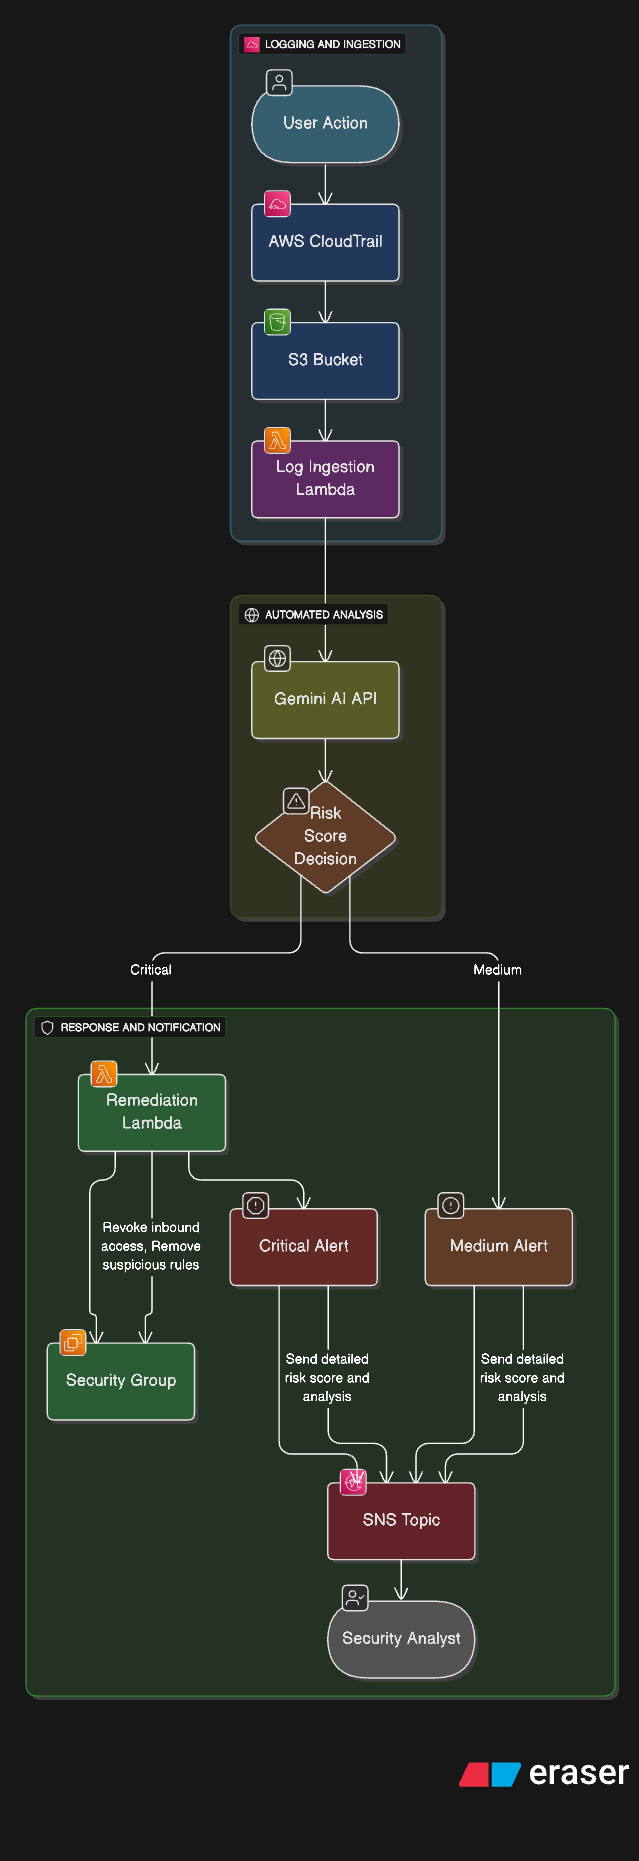 LOGGING AND INGESTION
User Action
AWS CloudTrail
S3 Bucket
Log Ingestion
Lambda
AUTOMATED ANALYSIS
Gemini AI API
Risk
Score
Decision
Critical
Medium
RESPONSE AND NOTIFICATION
Remediation
Lambda
Revoke inbound
access, Remove
suspicious rules
Critical Alert
Medium Alert
Send detailed
risk score and
analysis
Send detailed
risk score and
analysis
Security Group
SNS Topic
Security Analyst
eraser